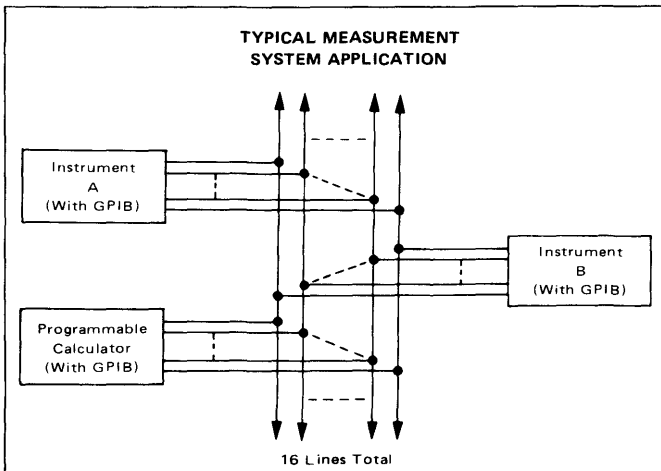 TYPICAL MEASUREMENT
SYSTEM APPLICATION
Instrument
A
(With GPIB)
Instrument
B
(With GPIB)
Programmable
Calculator
(With GPIB)
16 Lines Total